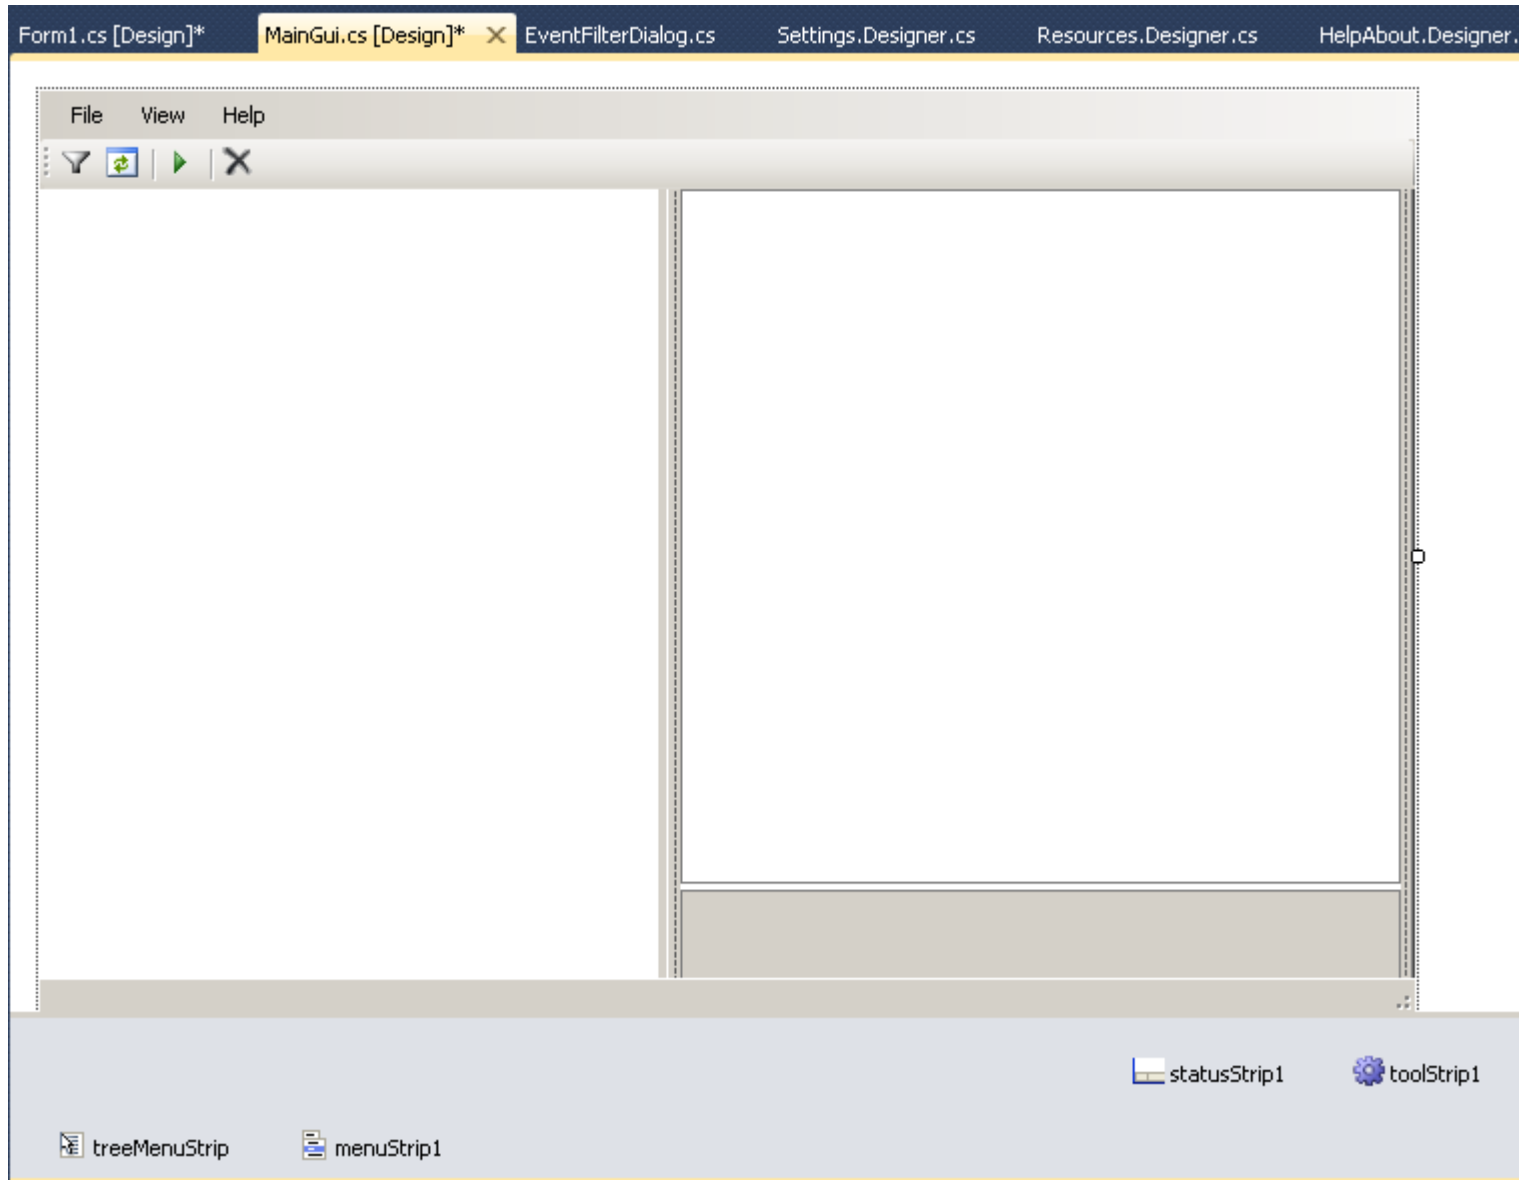 Form1.cs [Design]* MainGui.cs [Design]* EventFilterDialog.cs Settings.Designer.cs Resources.Designer.cs HelpAbout.Designer.
File View Help
statusStrip1 toolStrip1
treeMenuStrip menuStrip1